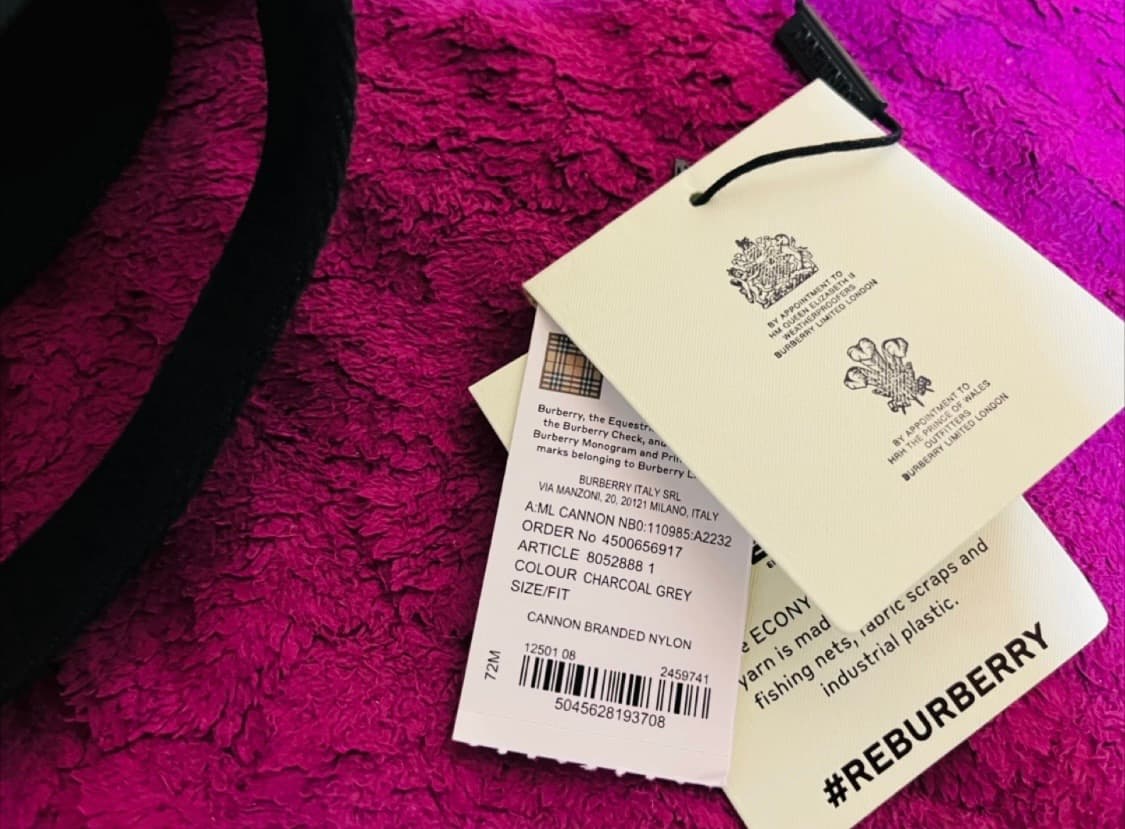 BY APPOINTMENT TO
HM QUEEN ELIZABETH II
WEATHERPROOFERS
BURBERRY LIMITED LONDON
BY APPOINTMENT TO
HRH THE PRINCE OF WALES
OUTFITTERS
BURBERRY LIMITED LONDON
Burberry, the
the Burberry Check, and
Burberry Monogram and
marks belonging to Burberry
BURBERRY ITALY SRL
VIA MANZONI, 20, 20121 MILANO, ITALY
A:ML CANNON NB0:110985:A2232
ORDER No 4500656917
ARTICLE 8052888 1
COLOUR CHARCOAL GREY
SIZE/FIT
CANNON BRANDED NYLON
72M
12501 08
2459741
5045628193708
ECONY
yarn is made
fishing nets, fabric scraps and
industrial plastic.
#REBURBERRY